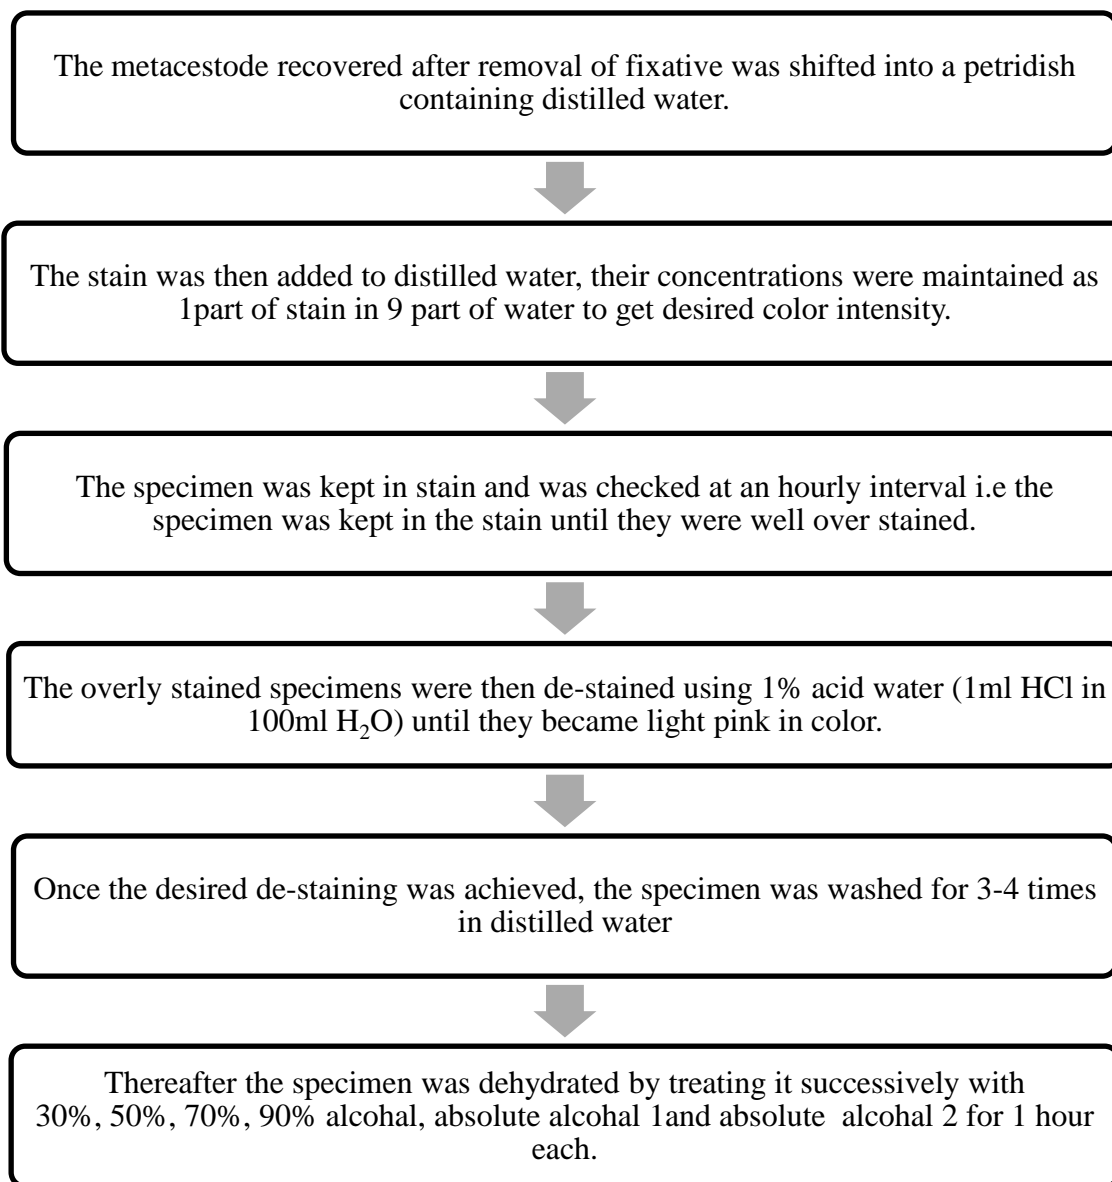 The metacestode recovered after removal of fixative was shifted into a petridish
containing distilled water.
The stain was then added to distilled water, their concentrations were maintained as
1part of stain in 9 part of water to get desired color intensity.
The specimen was kept in stain and was checked at an hourly interval i.e the
specimen was kept in the stain until they were well over stained.
The overly stained specimens were then de-stained using 1% acid water (1ml HCl in
100ml H₂O) until they became light pink in color.
Once the desired de-staining was achieved, the specimen was washed for 3-4 times
in distilled water
Thereafter the specimen was dehydrated by treating it successively with
30%, 50%, 70%, 90% alcohal, absolute alcohal 1and absolute alcohal 2 for 1 hour
each.